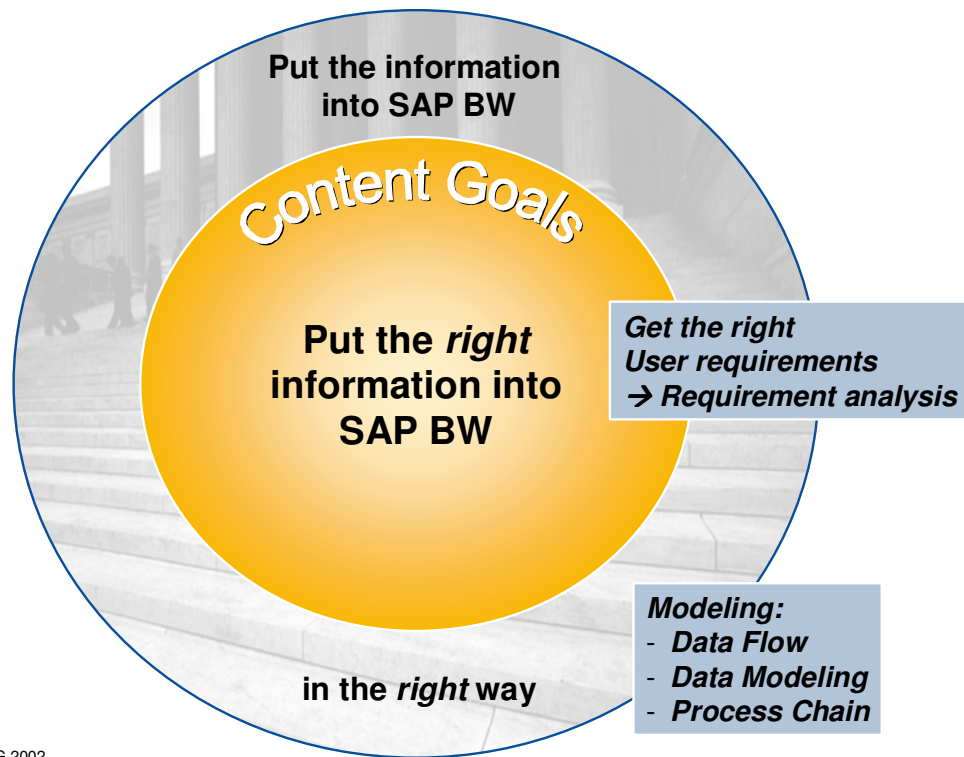 Put the information
into SAP BW
Content Goals
Put the right
information into
SAP BW
Get the right
User requirements
→ Requirement analysis
Modeling:
- Data Flow
- Data Modeling
- Process Chain
in the right way
G 2002